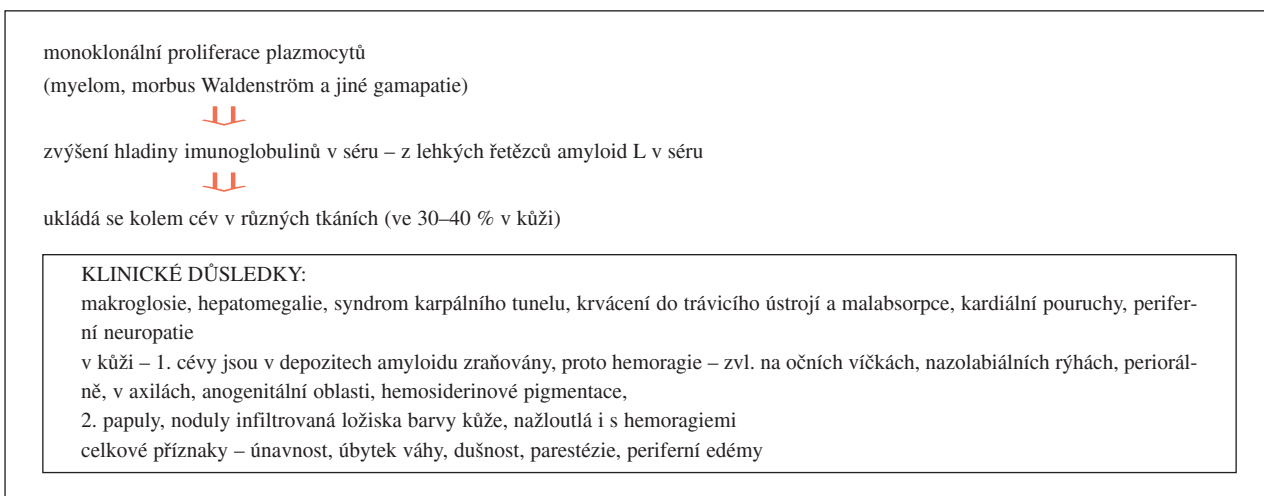 monoklonální proliferace plazmocytů
(myelom, morbus Waldenström a jiné gamapatie)
zvýšení hladiny imunoglobulinů v séru – z lehkých řetězců amyloid L v séru
ukládá se kolem cév v různých tkáních (ve 30–40 % v kůži)
KLINICKÉ DŮSLEDKY:
makroglosie, hepatomegalie, syndrom karpálního tunelu, krvácení do trávicího ústrojí a malabsorpce, kardiální pouruchy, perifer-
ní neuropatie
v kůži – 1. cévy jsou v depozitech amyloidu zraňovány, proto hemoragie – zvl. na očních víčkách, nazolabiálních rýhách, periorál-
ně, v axilách, anogenitální oblasti, hemosiderinové pigmentace,
2. papuly, noduly infiltrovaná ložiska barvy kůže, nažloutlá i s hemoragiemi
celkové příznaky – únavnost, úbytek váhy, dušnost, parestézie, periferní edémy